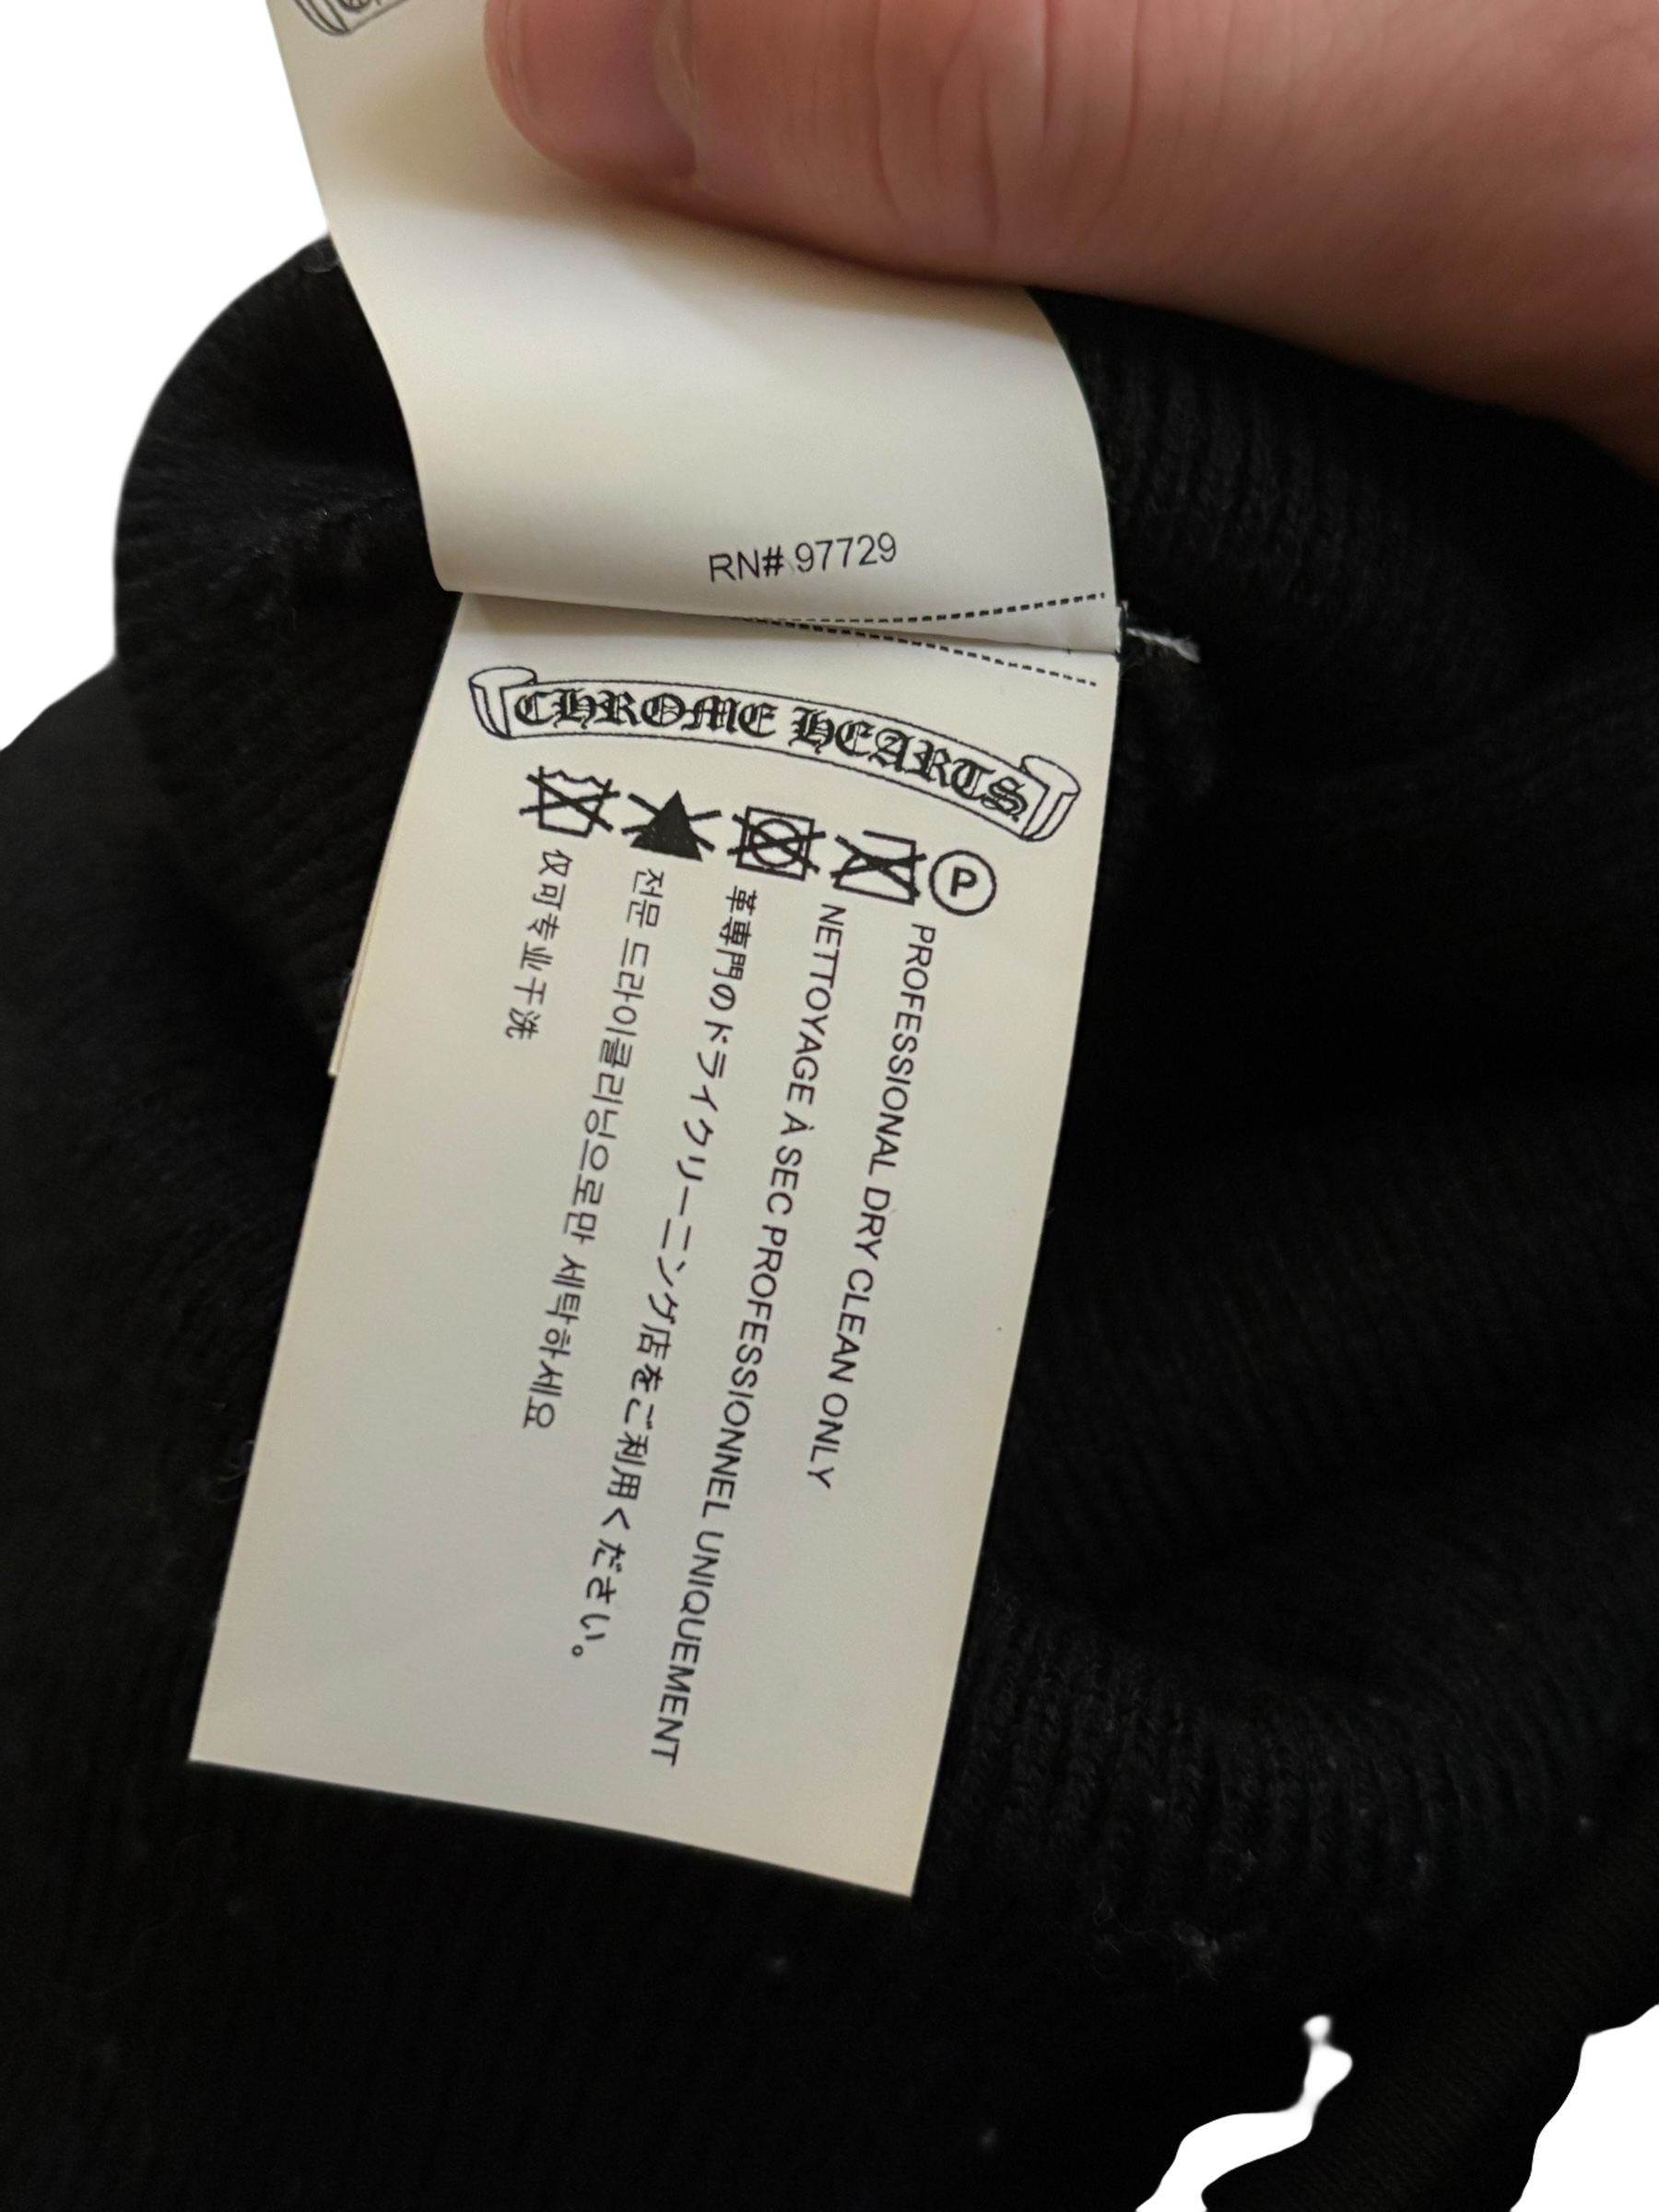 RN# 97729
CHROME HEARTS
P
PROFESSIONAL DRY CLEAN ONLY
NETTOYAGE À SEC PROFESSIONNEL UNIQUEMENT
革専門のドライクリーニング店をご利用ください。
전문 드라이클리닝으로만 세탁하세요
仅可专业干洗